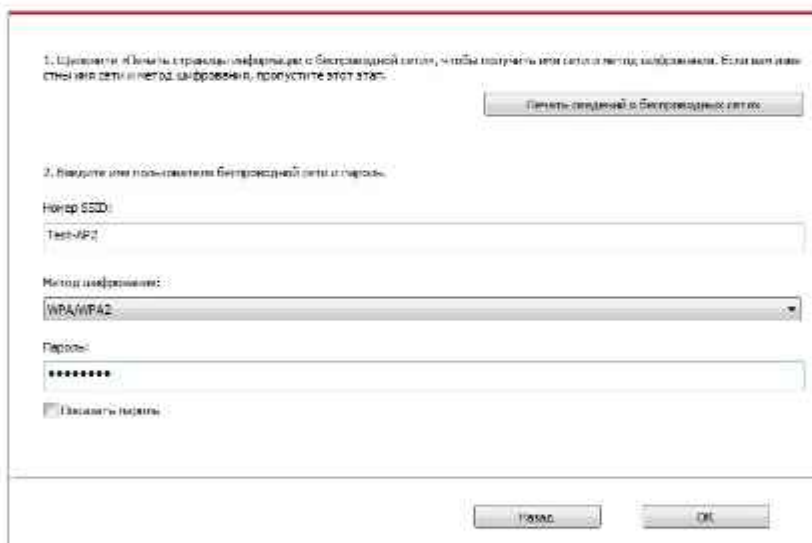 1. Щелкните «Печать страницы информации о беспроводной сети», чтобы получить имя сети и метод шифрования. Если вам изве
стны имя сети и метод шифрования, пропустите этот этап.
Печать сведений о беспроводных сетях
2. Введите имя пользователя беспроводной сети и пароль.
Номер SSID:
Test-AP2
Метод шифрования:
WPA/WPA2
Пароль:
••••••••
Показать пароль
Назад
OK